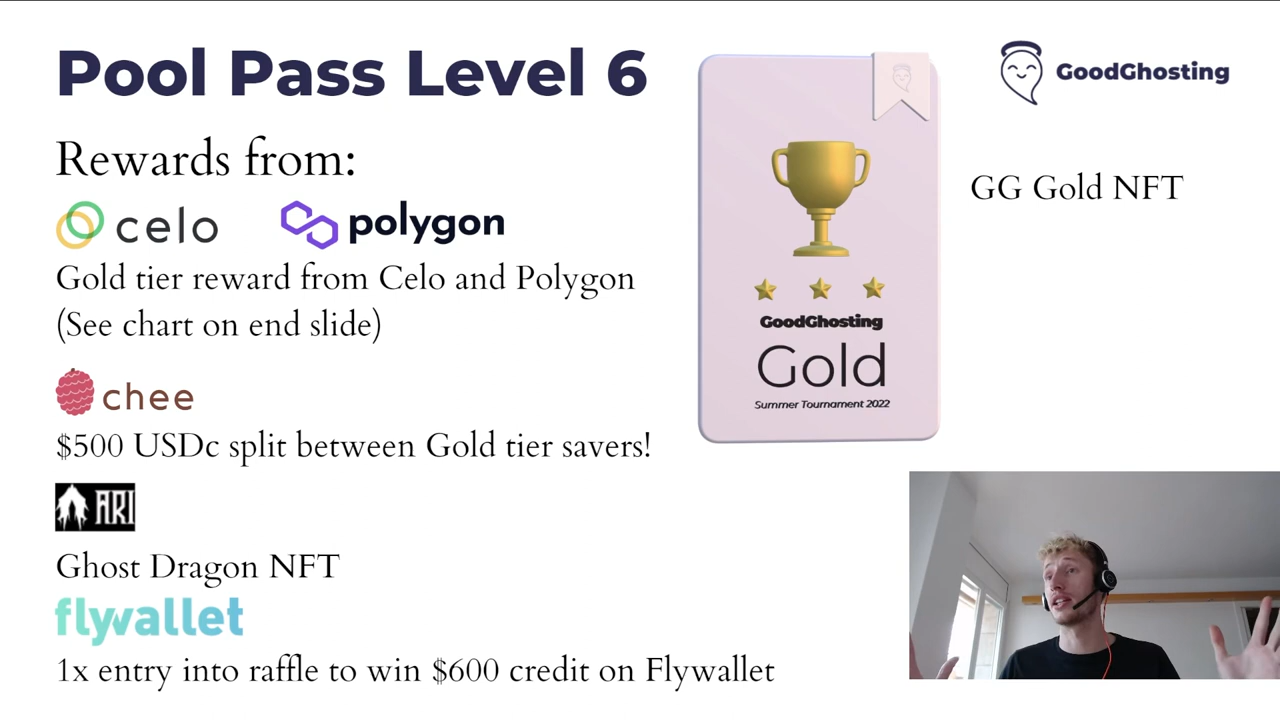 Pool Pass Level 6
GoodGhosting
Rewards from:
celo
polygon
Gold tier reward from Celo and Polygon
(See chart on end slide)
chee
$500 USDc split between Gold tier savers!
ARI
Ghost Dragon NFT
flywallet
1x entry into raffle to win $600 credit on Flywallet
GoodGhosting
Gold
Summer Tournament 2022
GG Gold NFT